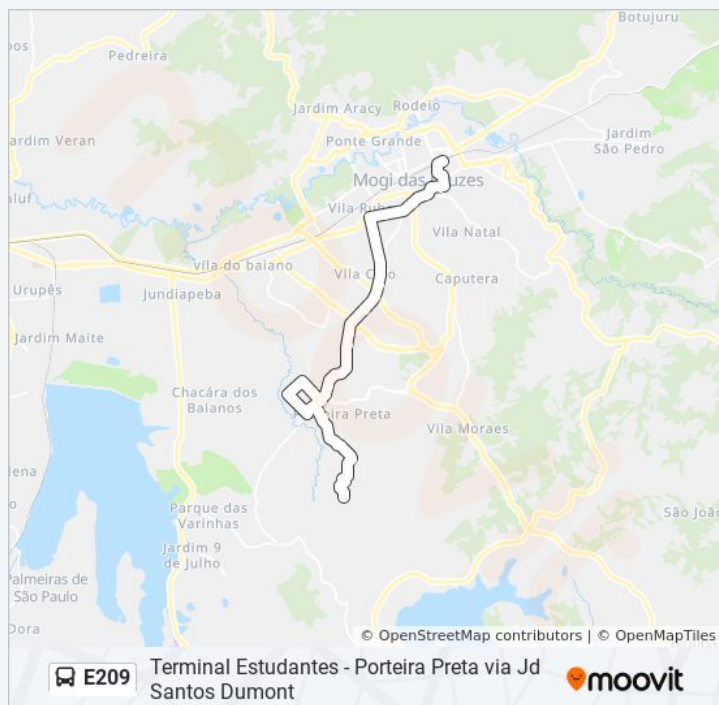 Botujuru
Pedreira
Jardim Aracy
Rodeio
Jardim Veran
Ponte Grande
Jardim
São Pedro
Mogi das
Vila
Vila Natal
vila do baiano
Caputera
Urupês
Jundiapeba
Jardim Maite
Chacára dos
Baianos
Preta
Vila Moraes
Parque das
Varinhas
São João
Jardim 9
de Julho
Palmeiras de
São Paulo
© OpenStreetMap contributors | © OpenMapTiles
E209
Terminal Estudantes - Porteira Preta via Jd
Santos Dumont
moovit